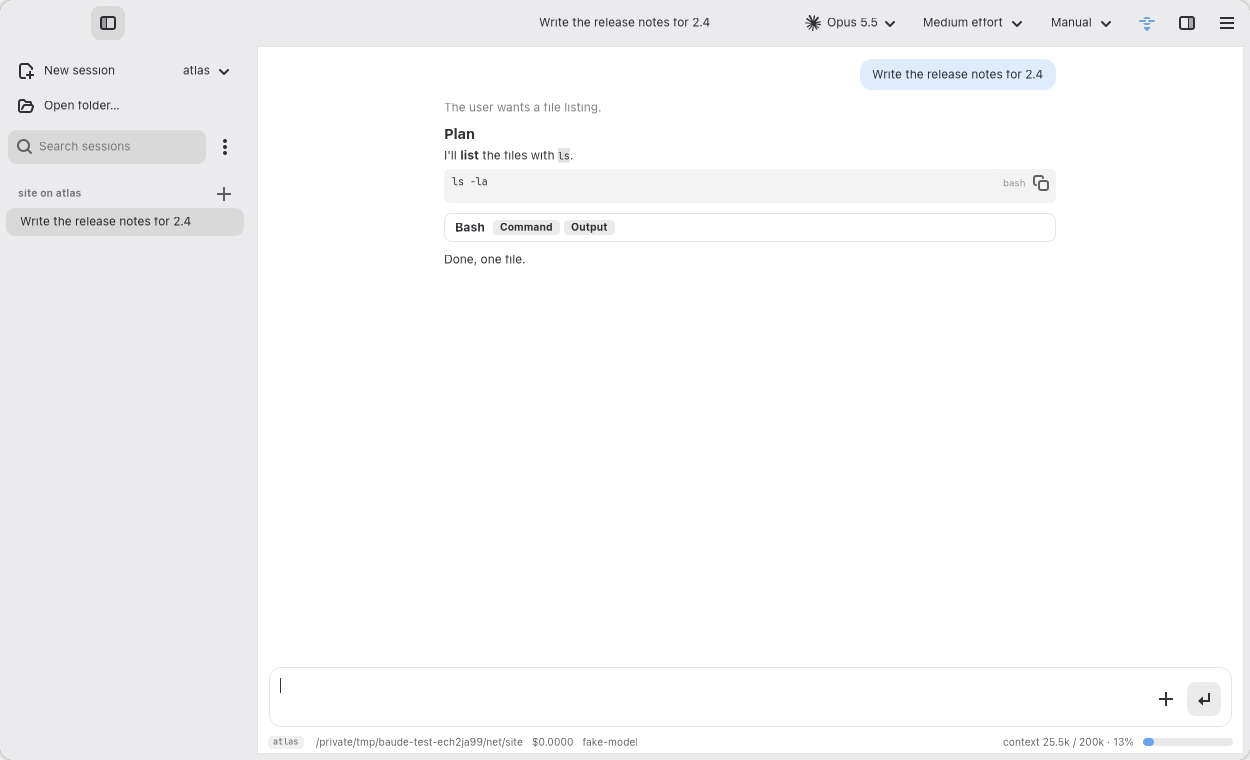 Write the release notes for 2.4
Opus 5.5
Medium effort
Manual
New session
atlas
Open folder...
Search sessions
site on atlas
Write the release notes for 2.4
Write the release notes for 2.4
The user wants a file listing.
Plan
I'll list the files with ls.
ls -la
bash
Bash Command Output
Done, one file.
atlas /private/tmp/baude-test-ech2ja99/net/site $0.0000 fake-model
context 25.5k / 200k · 13%